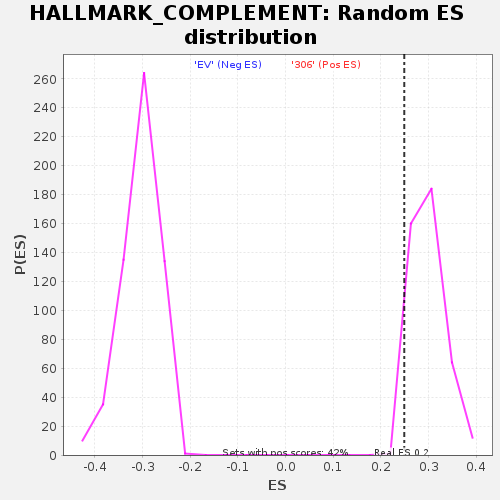 HALLMARK_COMPLEMENT: Random ES
distribution
'EV' (Neg ES) '306' (Pos ES)
260
240
220
200
180
160
140
120
100
80
60
40
20
0
P(ES)
Sets with pos scores: 42% Real ES 0.2
-0.4 -0.3 -0.2 -0.1 0.0 0.1 0.2 0.3 0.4
ES